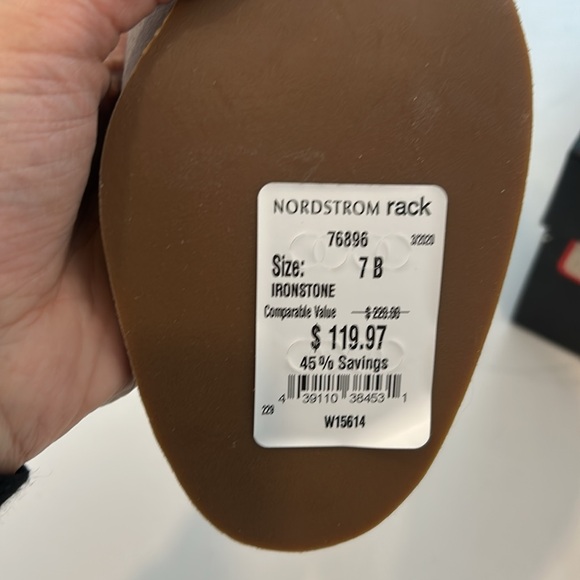 NORDSTROM rack
76896 3/2020
Size: 7 B
IRONSTONE
Comparable Value
$ 119.97
45% Savings
4 39110 38453 1
229
W15614